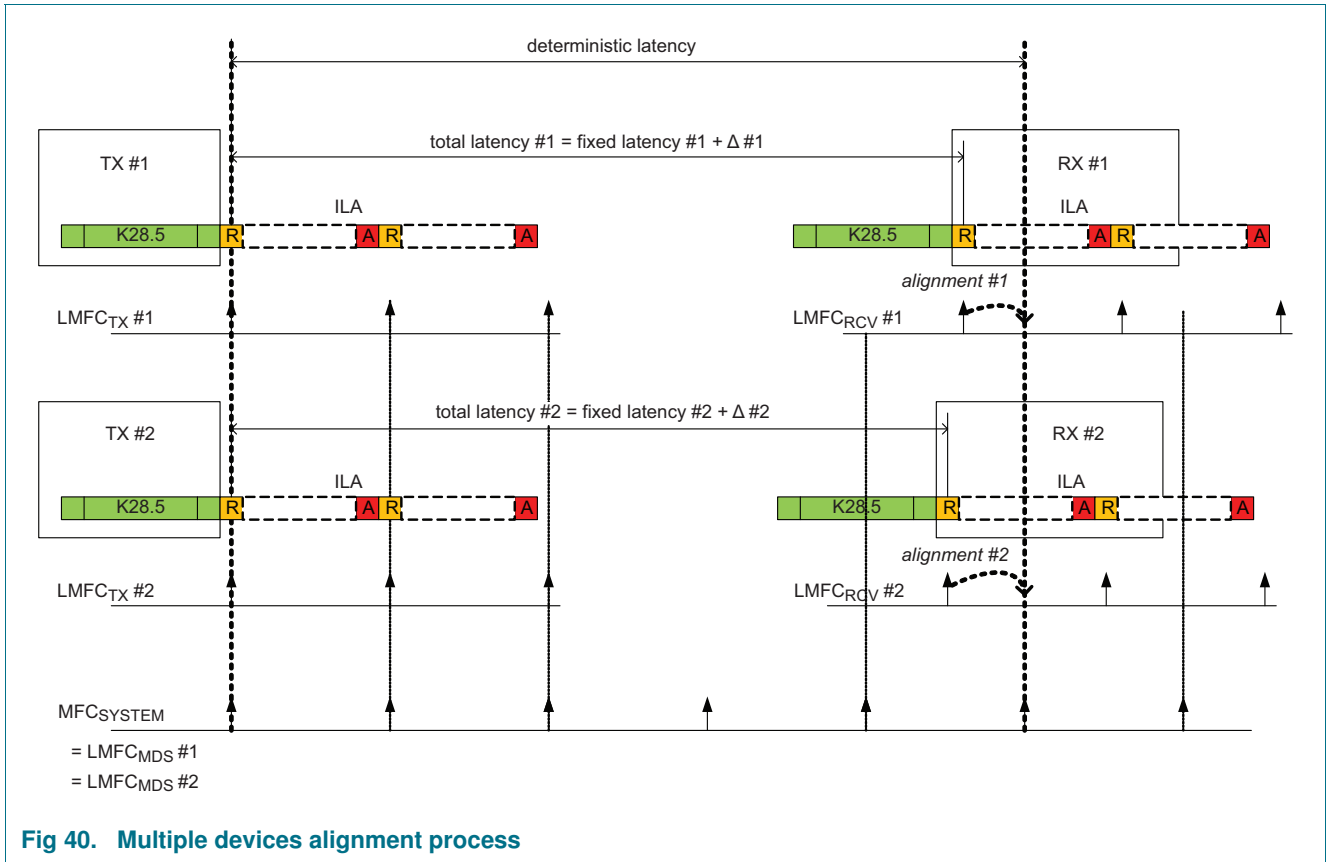 deterministic latency
total latency #1 = fixed latency #1 + Δ #1
TX #1
RX #1
ILA
ILA
K28.5
R
A
R
A
K28.5
R
A
R
A
alignment #1
LMFCTX #1
LMFCRCV #1
total latency #2 = fixed latency #2 + Δ #2
TX #2
RX #2
ILA
ILA
K28.5
R
A
R
A
K28.5
R
A
R
A
alignment #2
LMFCTX #2
LMFCRCV #2
MFCSYSTEM
= LMFCMDS #1
= LMFCMDS #2
Fig 40. Multiple devices alignment process